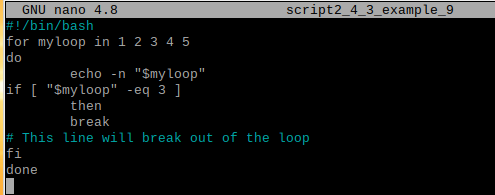 GNU nano 4.8 script2_4_3_example_9
#!/bin/bash
for myloop in 1 2 3 4 5
do
        echo -n "$myloop"
if [ "$myloop" -eq 3 ]
        then
        break
# This line will break out of the loop
fi
done